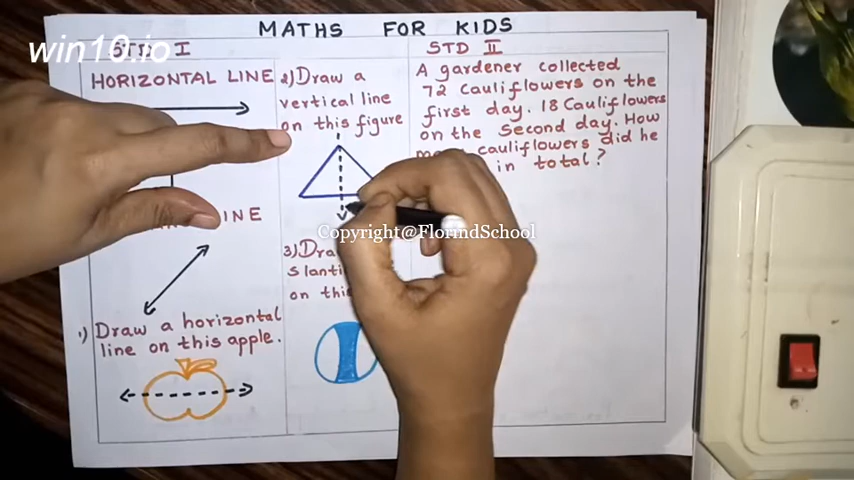 win10.io
MATHS FOR KIDS
STD I
HORIZONTAL LINE
INE
1) Draw a horizontal
line on this apple.
2) Draw a
vertical line
on this figure
3) Dra
slanti
on this
STD II
A gardener collected
72 Cauliflowers on the
first day. 18 Cauliflowers
on the Second day. How
cauliflowers did he
in total?
Copyright @FlorindSchool